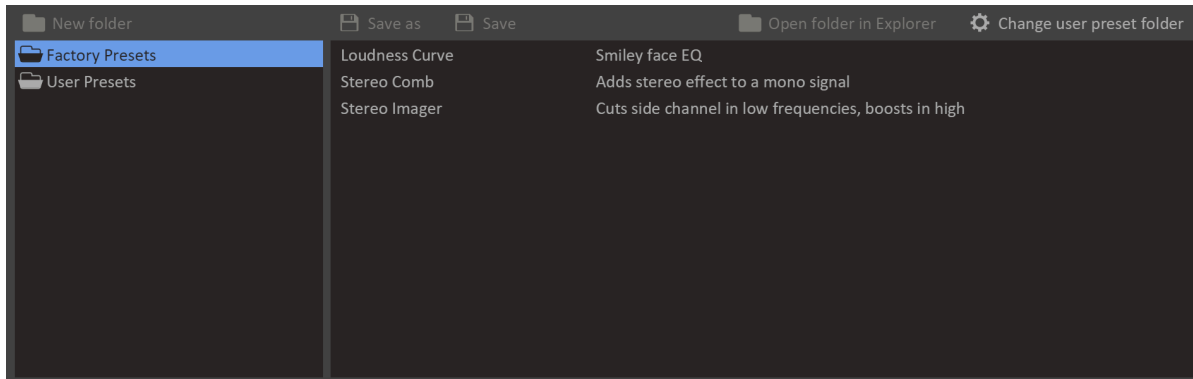 New folder Save as Save Open folder in Explorer Change user preset folder
Factory Presets
User Presets
Loudness Curve Smiley face EQ
Stereo Comb Adds stereo effect to a mono signal
Stereo Imager Cuts side channel in low frequencies, boosts in high